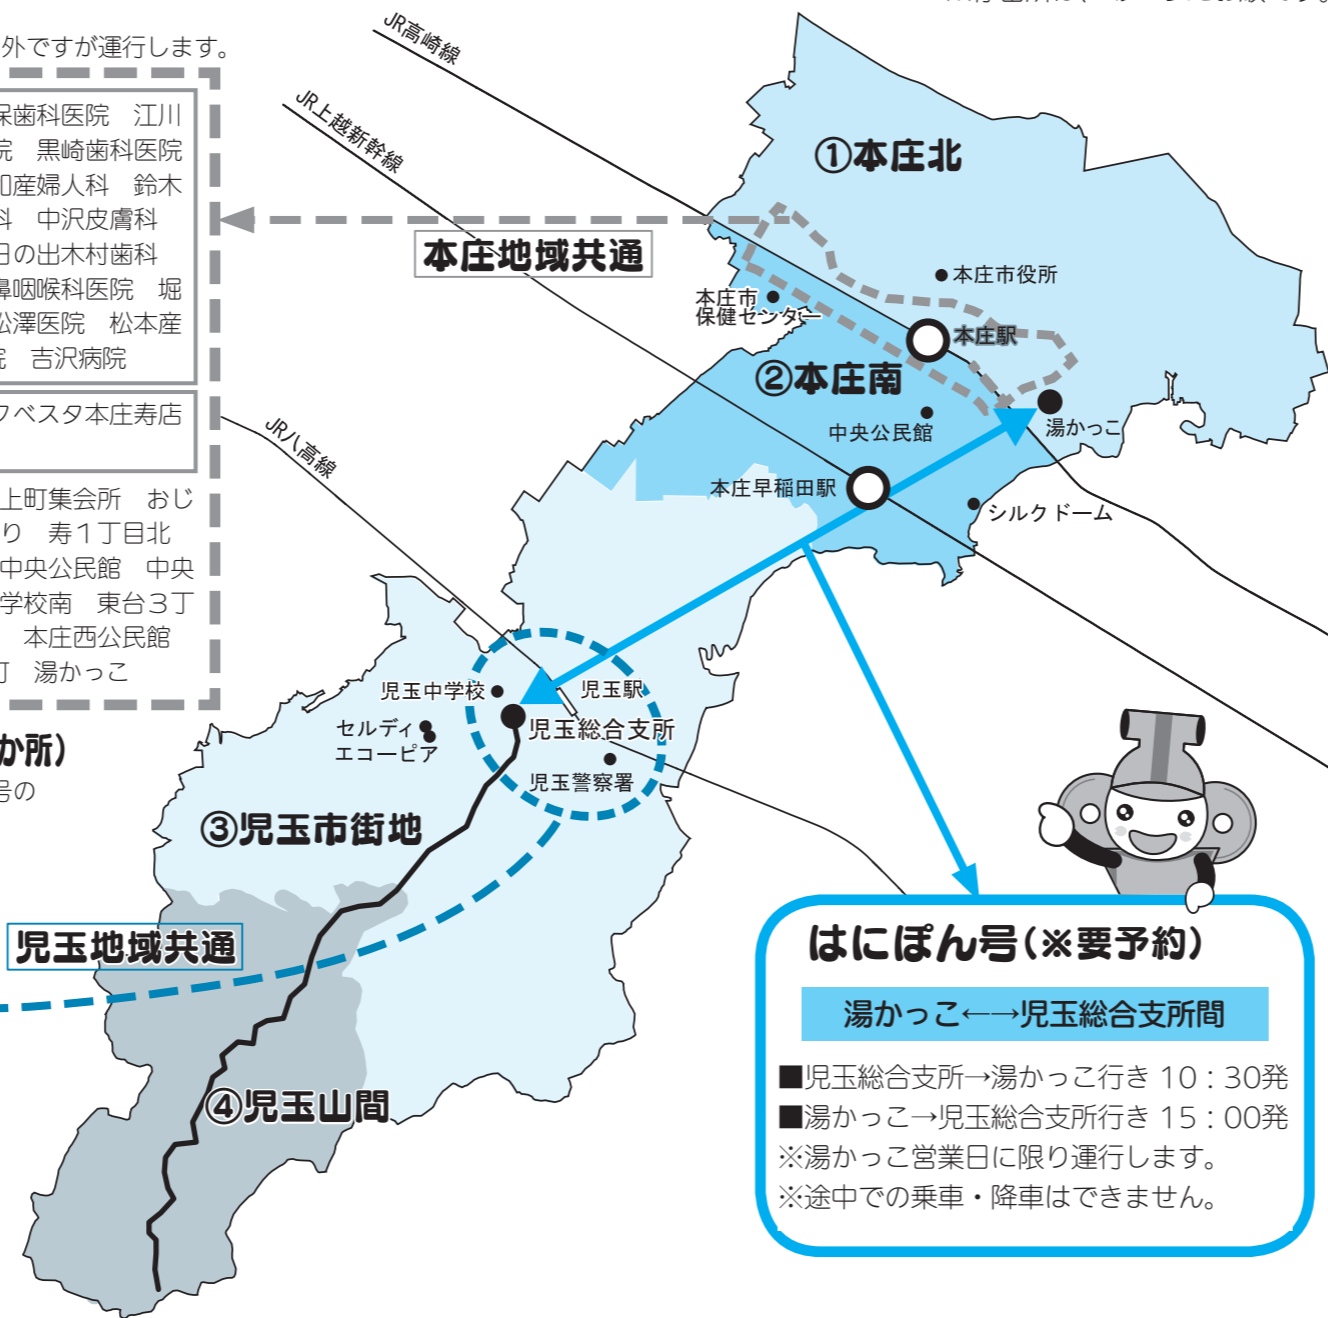 外ですが運行します。
歯科医院　江川
院　黒崎歯科医院
産婦人科　鈴木
科　中沢皮膚科
日の出木村歯科
鼻咽喉科医院　堀
松澤医院　松本産
院　吉沢病院
クベスタ本庄寿店
上町集会所　おじ
り　寿１丁目北
中央公民館　中央
学校南　東台３丁
本庄西公民館
町　湯かっこ
か所）
号の
JR高崎線
JR上越新幹線
JR八高線
①本庄北
本庄地域共通
本庄市役所
本庄市
保健センター
本庄駅
②本庄南
中央公民館
湯かっこ
本庄早稲田駅
シルクドーム
児玉中学校
児玉駅
セルディ
エコーピア
児玉総合支所
児玉警察署
③児玉市街地
児玉地域共通
④児玉山間
はにぽん号（※要予約）
湯かっこ←→児玉総合支所間
■児玉総合支所→湯かっこ行き 10：30発
■湯かっこ→児玉総合支所行き 15：00発
※湯かっこ営業日に限り運行します。
※途中での乗車・降車はできません。